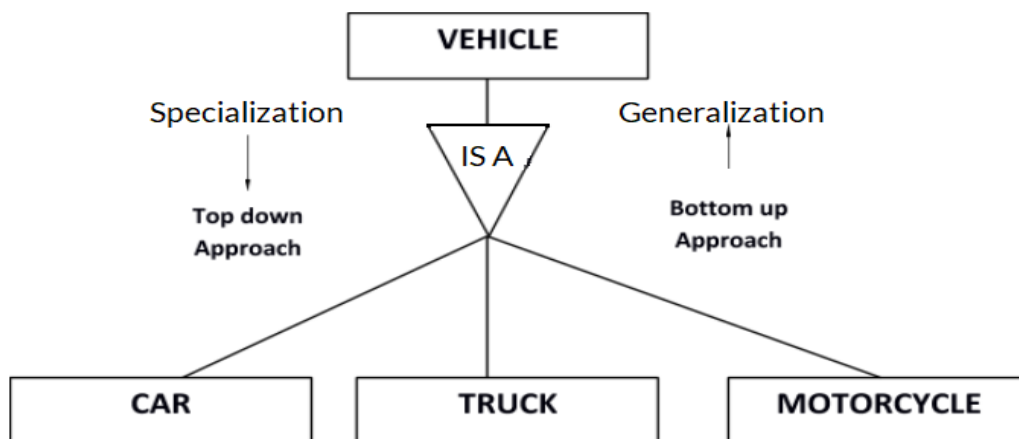 VEHICLE
Specialization
Generalization
IS A
Top down
Approach
Bottom up
Approach
CAR
TRUCK
MOTORCYCLE